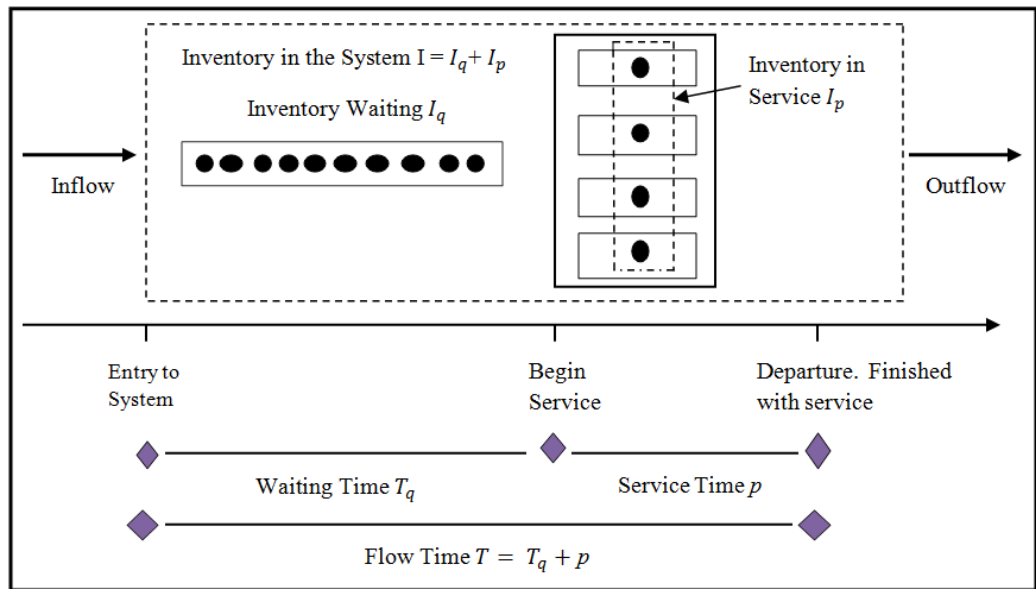 Inventory in the System I = I_q + I_p
Inventory Waiting I_q
Inventory in
Service I_p
Inflow
Outflow
Entry to
System
Begin
Service
Departure. Finished
with service
Waiting Time T_q
Service Time p
Flow Time T = T_q + p